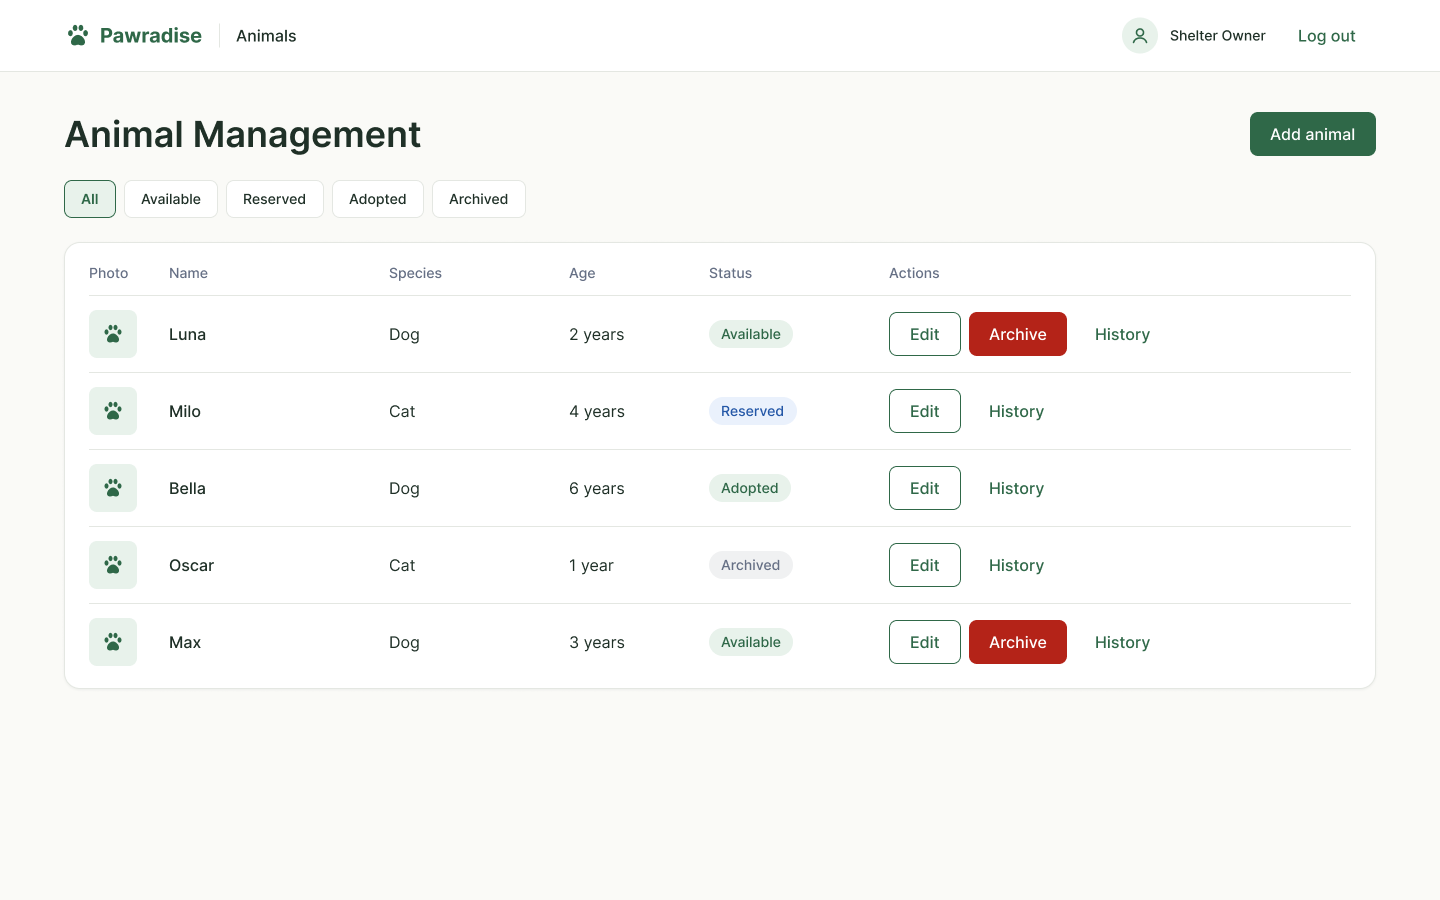 Pawradise Animals Shelter Owner Log out
Animal Management Add animal
All Available Reserved Adopted Archived
Photo Name Species Age Status Actions
Luna Dog 2 years Available Edit Archive History
Milo Cat 4 years Reserved Edit History
Bella Dog 6 years Adopted Edit History
Oscar Cat 1 year Archived Edit History
Max Dog 3 years Available Edit Archive History